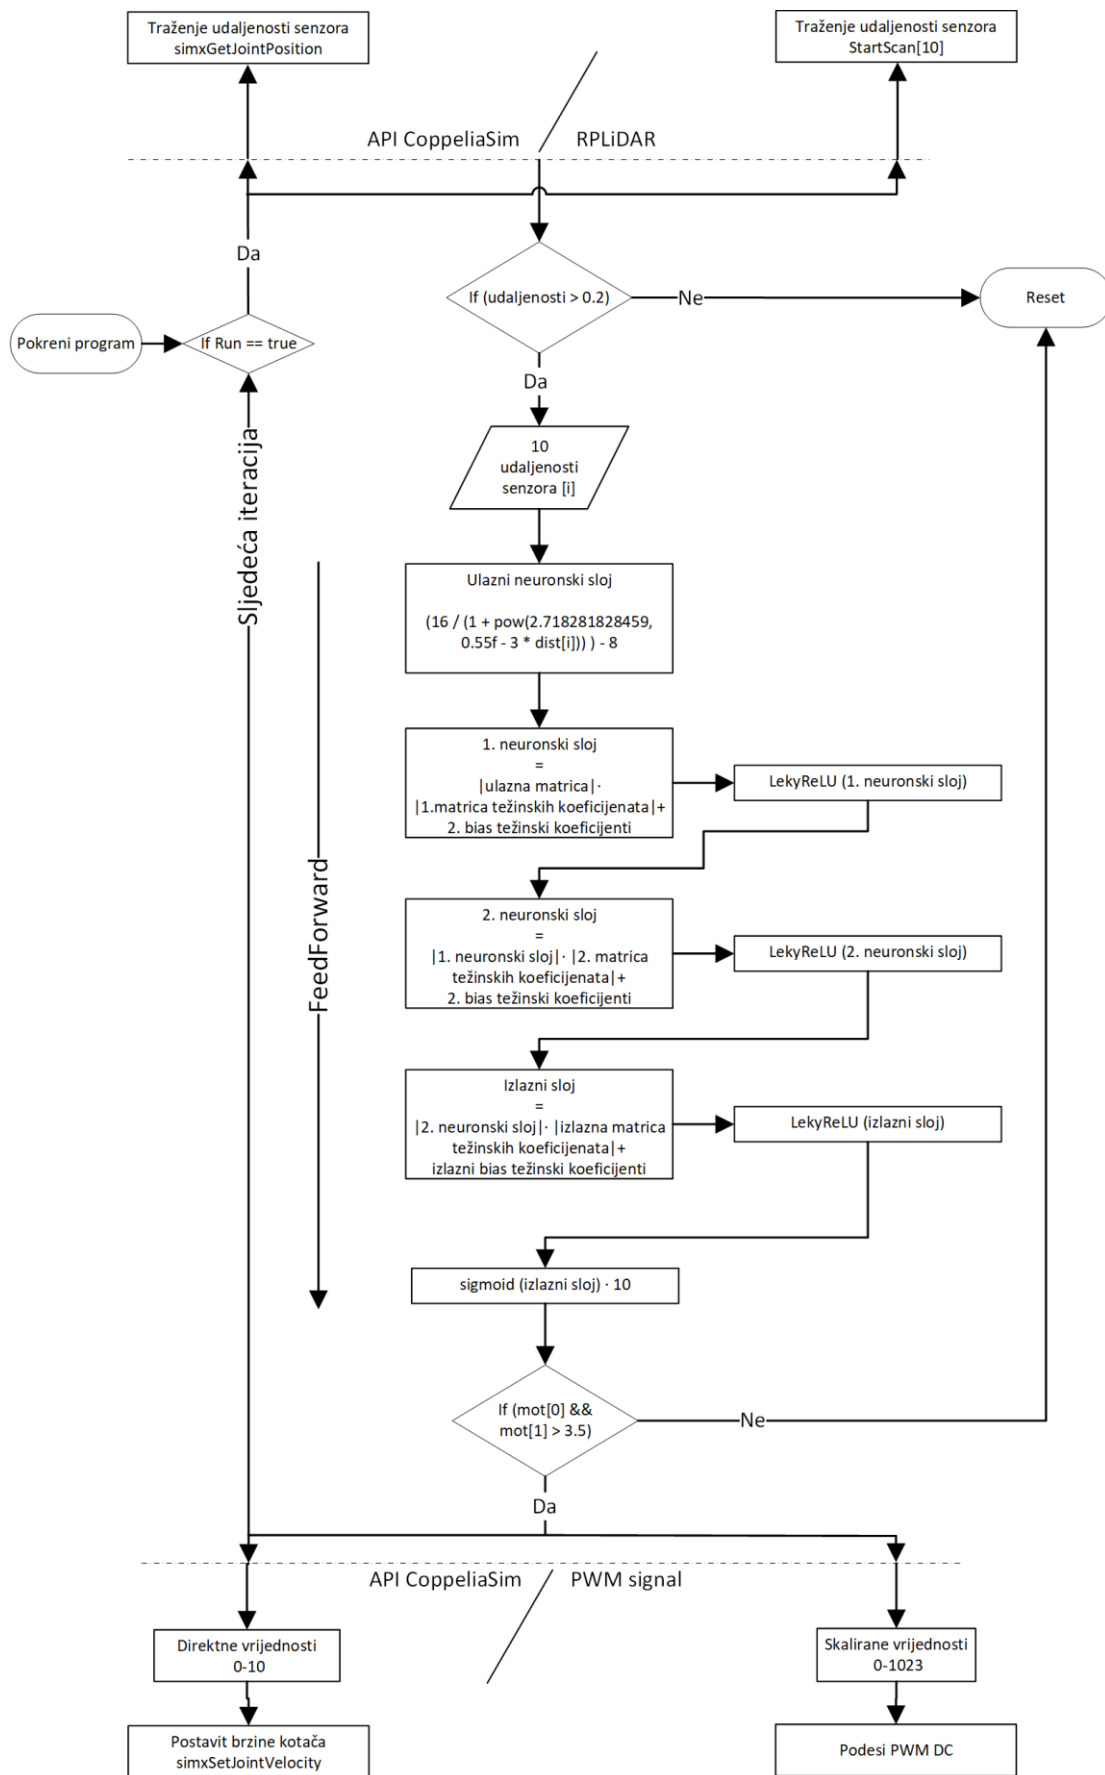 Traženje udaljenosti senzora
simxGetJointPosition
Traženje udaljenosti senzora
StartScan[10]
API CoppeliaSim
RPLiDAR
Da
If (udaljenosti > 0.2)
Ne
Reset
Pokreni program
If Run == true
Da
Sljedeća iteracija
10
udaljenosti
senzora [i]
Ulazni neuronski sloj
(16 / (1 + pow(2.718281828459,
0.55f - 3 * dist[i])) ) - 8
1. neuronski sloj
=
|ulazna matrica|·
|1.matrica težinskih koeficijenata|+
2. bias težinski koeficijenti
LekyReLU (1. neuronski sloj)
FeedForward
2. neuronski sloj
=
|1. neuronski sloj|· |2. matrica
težinskih koeficijenata|+
2. bias težinski koeficijenti
LekyReLU (2. neuronski sloj)
Izlazni sloj
=
|2. neuronski sloj|· |izlazna matrica
težinskih koeficijenata|+
izlazni bias težinski koeficijenti
LekyReLU (izlazni sloj)
sigmoid (izlazni sloj) · 10
If (mot[0] &&
mot[1] > 3.5)
Ne
Da
API CoppeliaSim
PWM signal
Direktne vrijednosti
0-10
Skalirane vrijednosti
0-1023
Postavit brzine kotača
simxSetJointVelocity
Podesi PWM DC